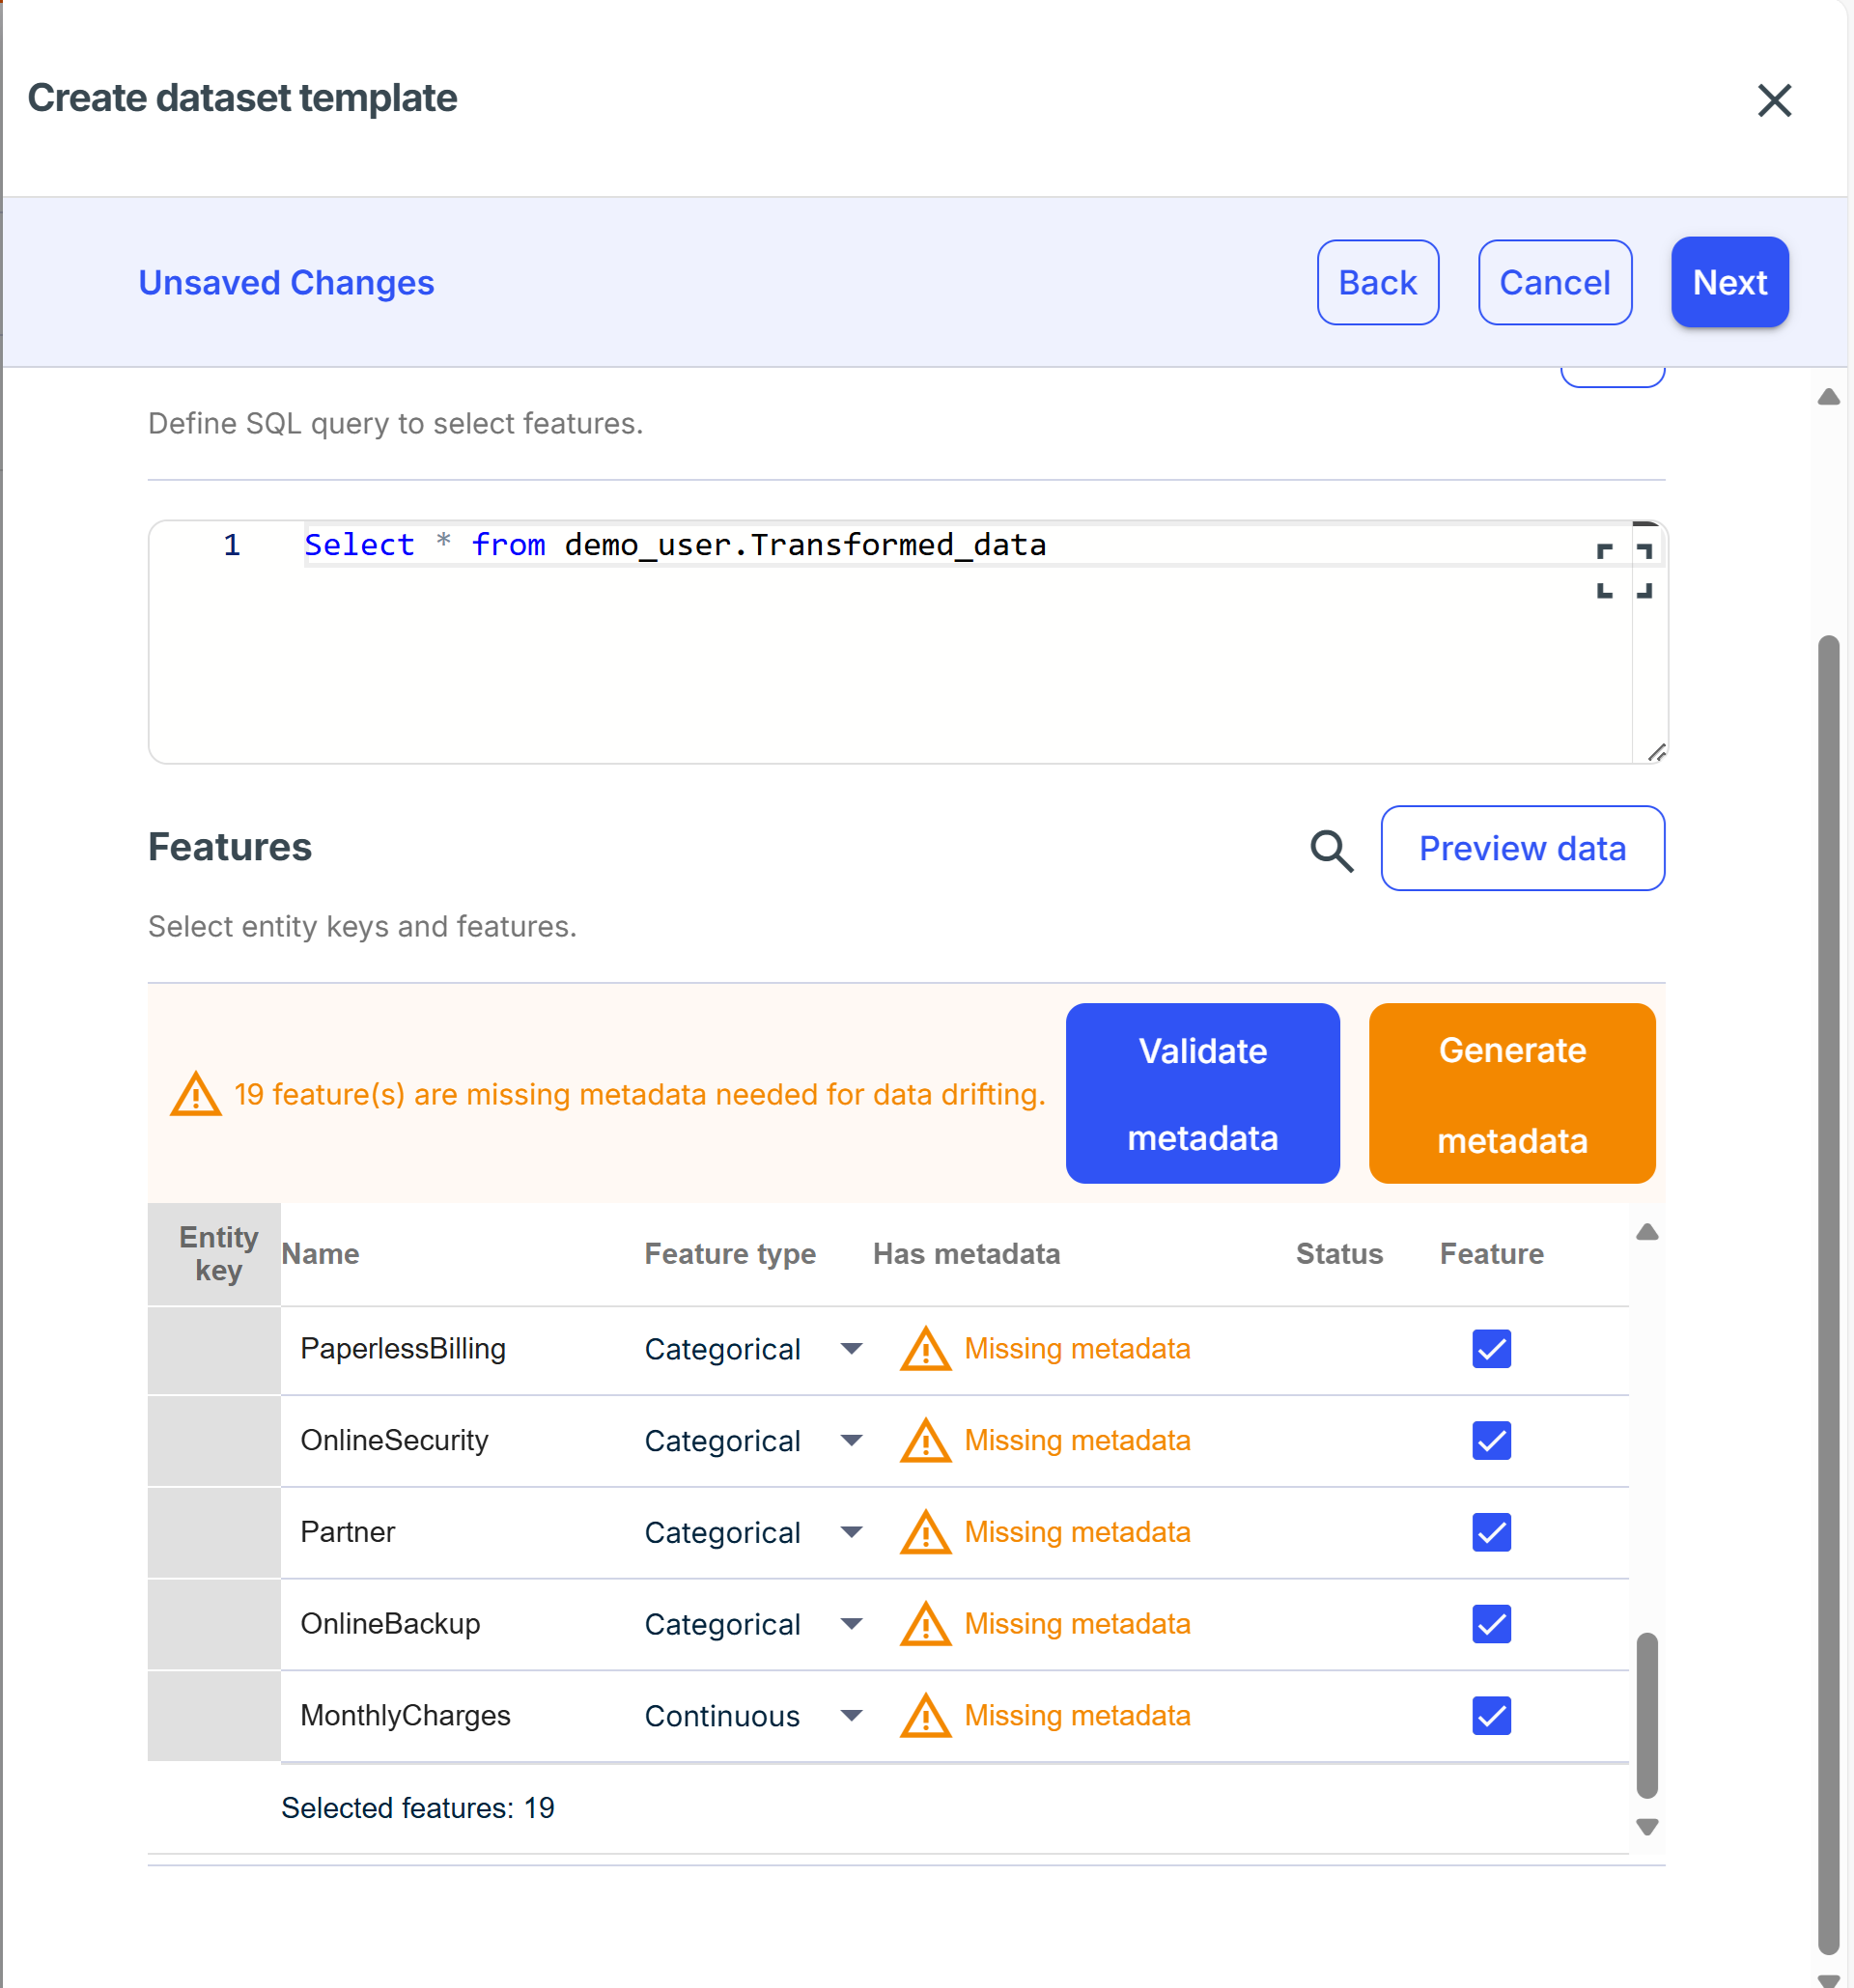 Create dataset template
Unsaved Changes
Back
Cancel
Next
Define SQL query to select features.
1 Select * from demo_user.Transformed_data
Features
Preview data
Select entity keys and features.
19 feature(s) are missing metadata needed for data drifting.
Validate
metadata
Generate
metadata
Entity
key
Name Feature type Has metadata Status Feature
PaperlessBilling Categorical Missing metadata
OnlineSecurity Categorical Missing metadata
Partner Categorical Missing metadata
OnlineBackup Categorical Missing metadata
MonthlyCharges Continuous Missing metadata
Selected features: 19